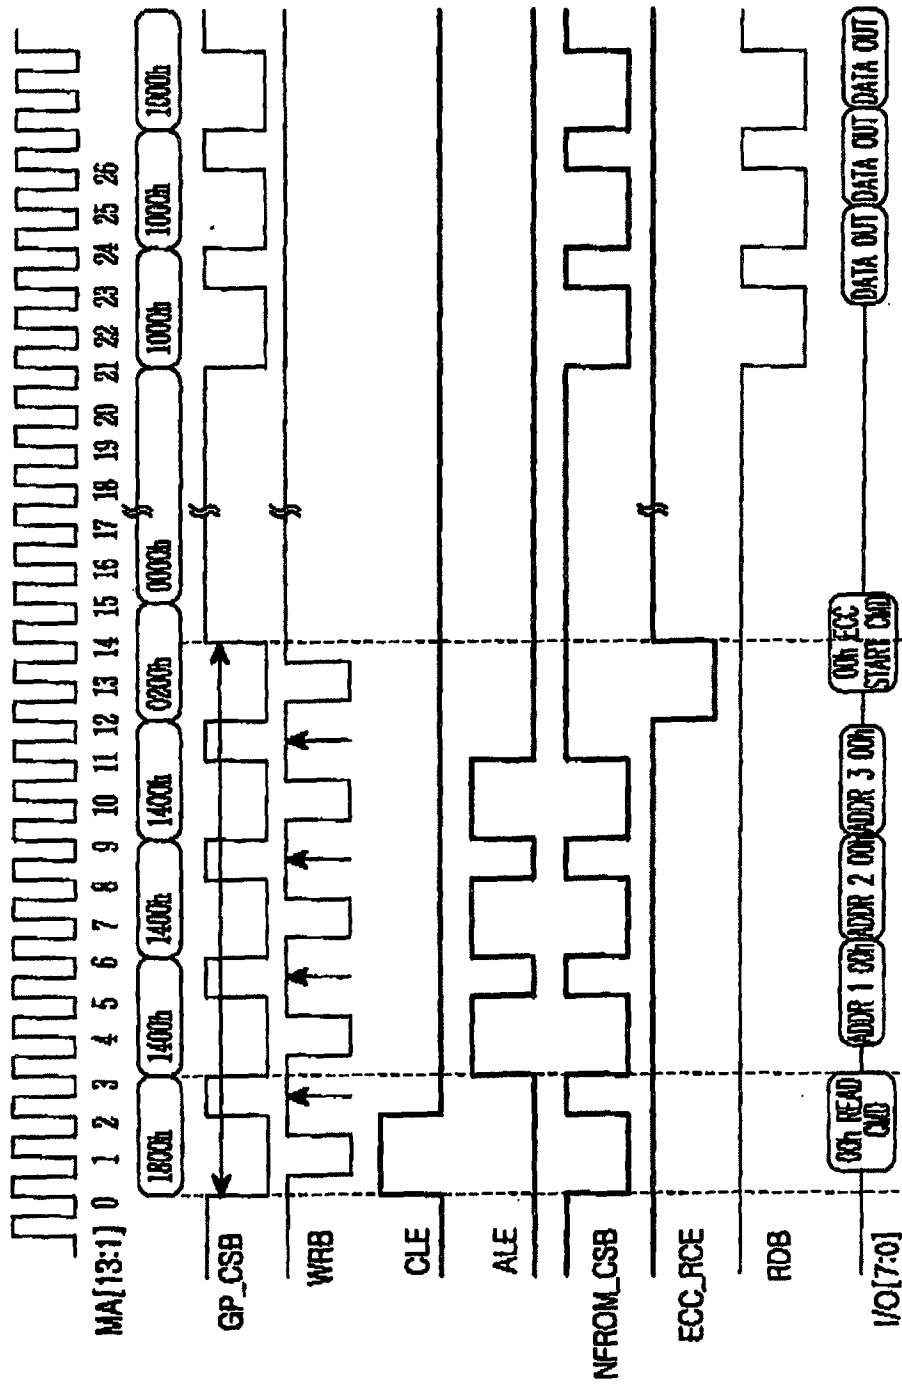 0 1 2 3 4 5 6 7 8 9 10 11 12 13 14 15 16 17 18 19 20 21 22 23 24 25 26
MA[13:1] 1800h 1400h 1400h 1400h 0200h 0000h 1000h 1000h 1000h
GP_CSB
WRB
CLE
ALE
NFROM_CSB
ECC_RCE
RDB
I/O[7:0] 00h READ CMD ADDR 1 00h ADDR 2 00h ADDR 3 00h 00h ECC START CMD DATA OUT DATA OUT DATA OUT